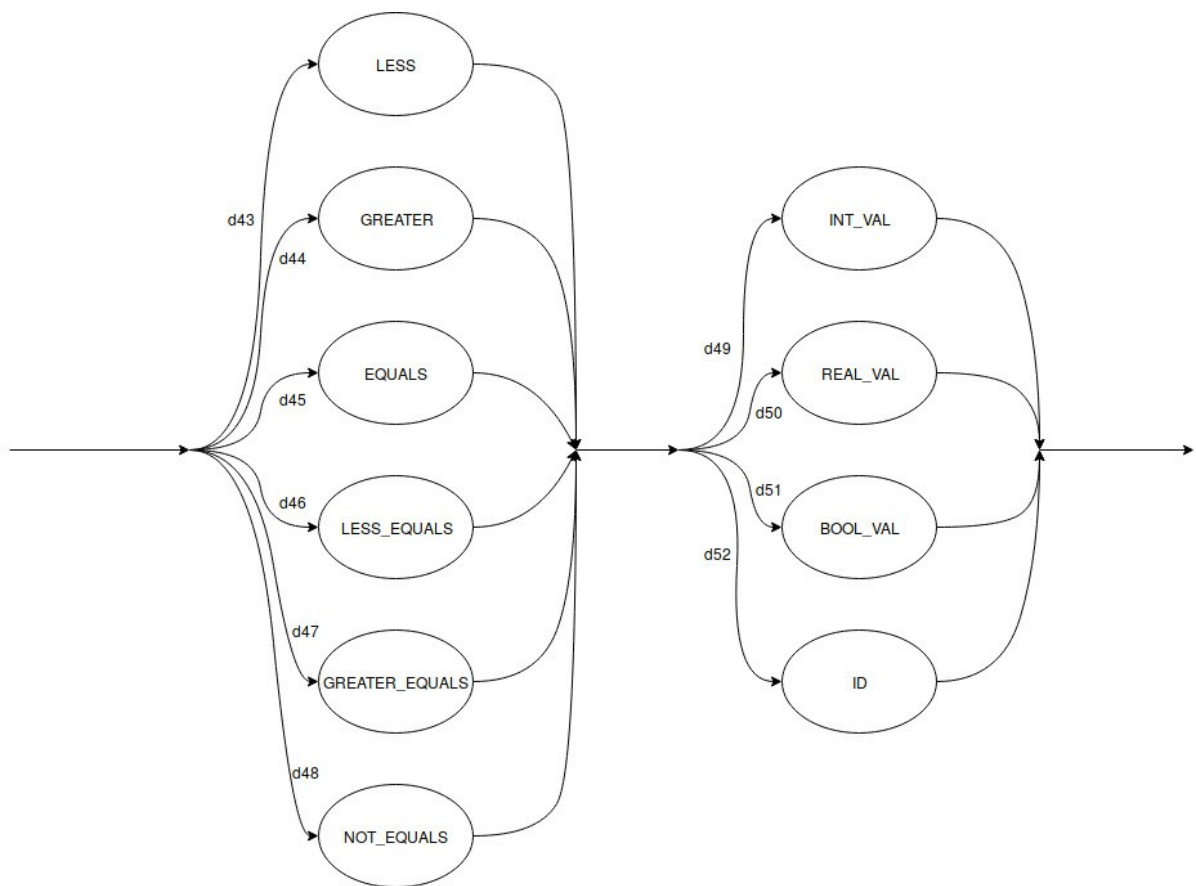 LESS
d43
GREATER
d44
INT_VAL
d49
EQUALS
d45
REAL_VAL
d50
d46
LESS_EQUALS
d51
BOOL_VAL
d52
d47
GREATER_EQUALS
ID
d48
NOT_EQUALS